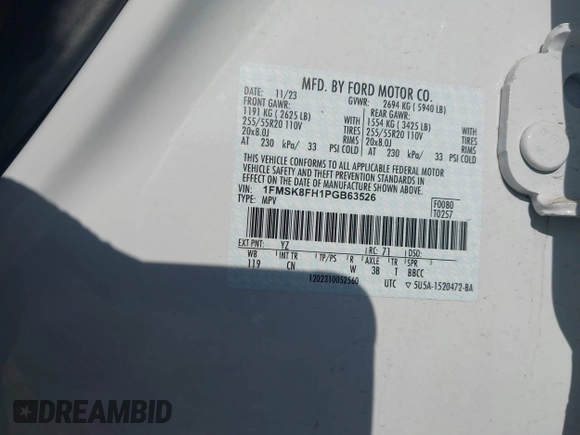 MFD. BY FORD MOTOR CO.
DATE: 11/23 GVWR: 2694 KG ( 5940 LB)
FRONT GAWR: REAR GAWR:
1191 KG ( 2625 LB) WITH 1554 KG ( 3425 LB) WITH
255/55R20 110V TIRES 255/55R20 110V TIRES
20x8.0J RIMS 20x8.0J RIMS
AT 230 kPa/ 33 PSI COLD AT 230 kPa/ 33 PSI COLD
THIS VEHICLE CONFORMS TO ALL APPLICABLE FEDERAL MOTOR
VEHICLE SAFETY AND THEFT PREVENTION STANDARDS IN
EFFECT ON THE DATE OF MANUFACTURE SHOWN ABOVE.
VIN: 1FMSK8FH1PGB63526 F0080
TYPE: MPV T0257
EXT PNT: YZ RC: 71 DSO:
WB INT TR TP/PS R AXLE TR SPR
119 CN W 3B T BBCC
1202310052560 UTC ▽ 5U5A-1520472-BA
DREAMBID